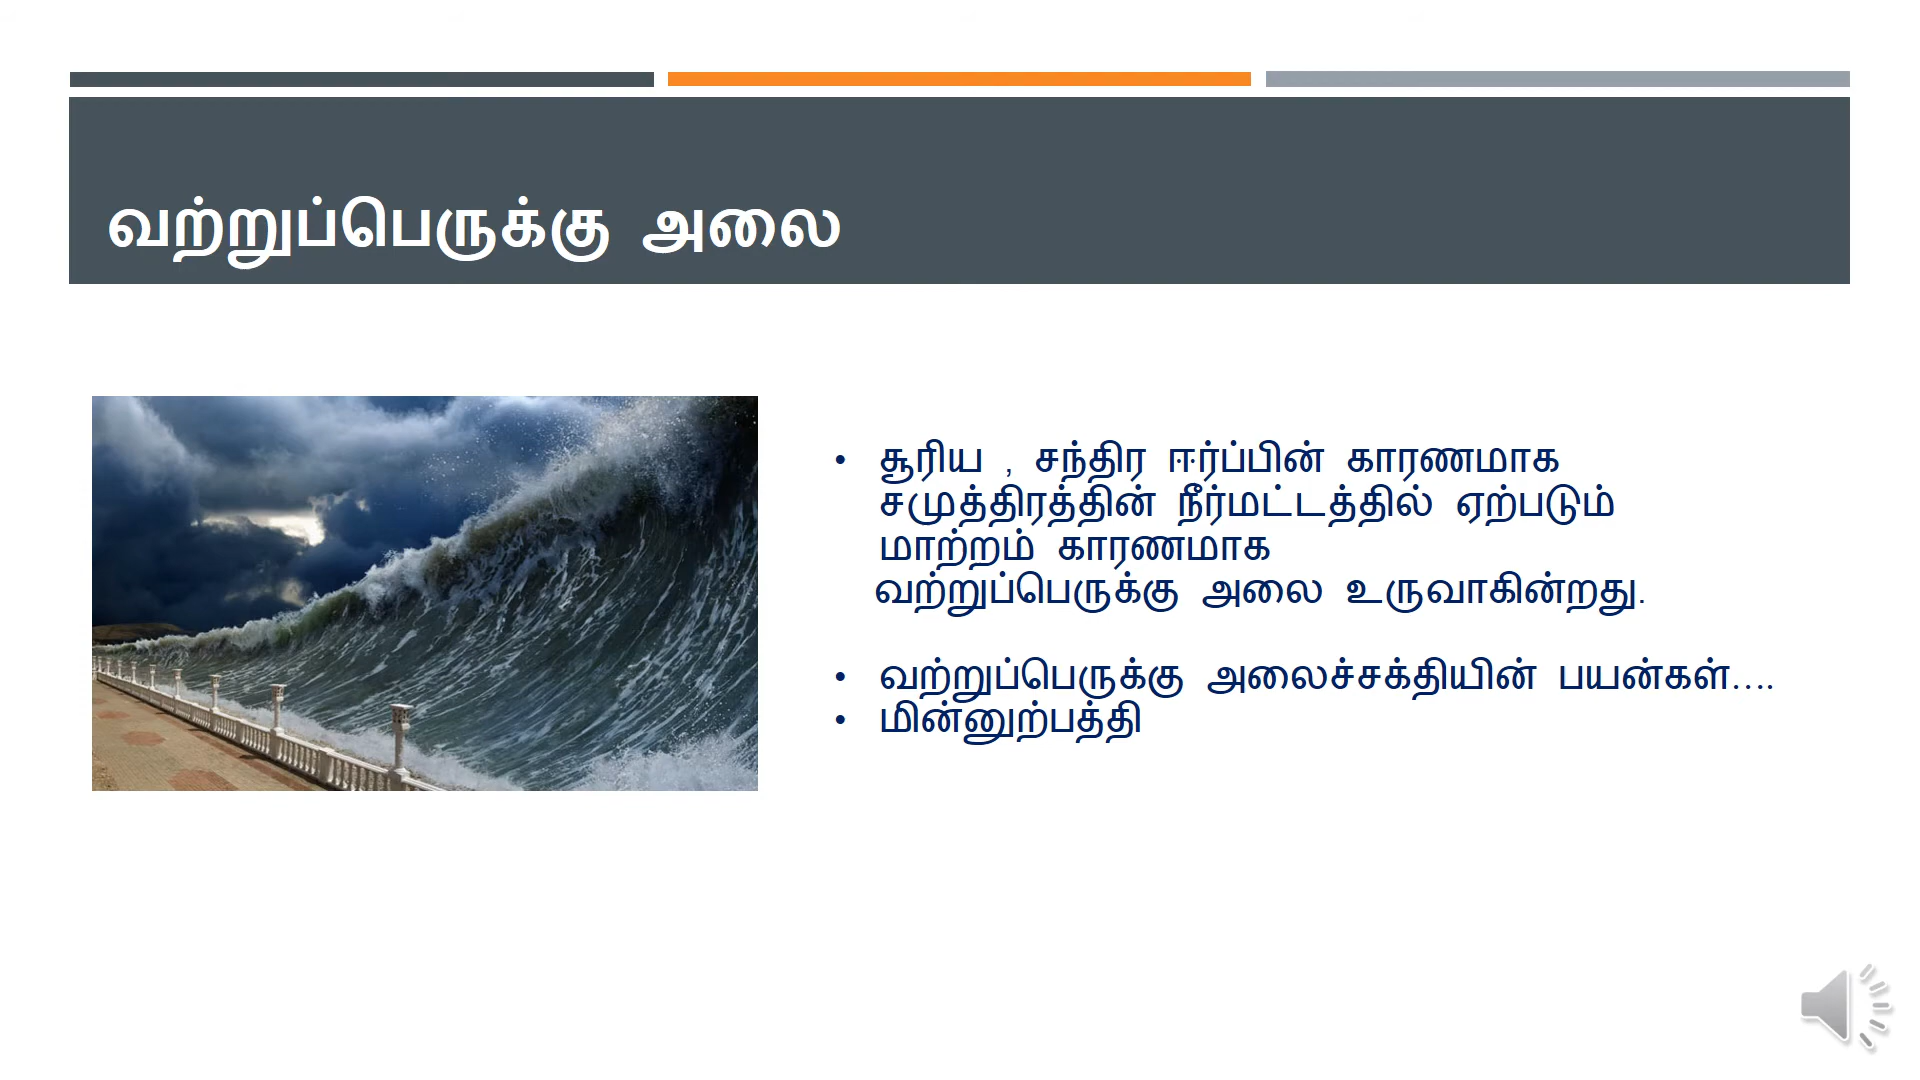 வற்றுப்பெருக்கு அலை
• சூரிய , சந்திர ஈர்ப்பின் காரணமாக
சமுத்திரத்தின் நீர்மட்டத்தில் ஏற்படும்
மாற்றம் காரணமாக
வற்றுப்பெருக்கு அலை உருவாகின்றது.
• வற்றுப்பெருக்கு அலைச்சக்தியின் பயன்கள்....
• மின்னுற்பத்தி